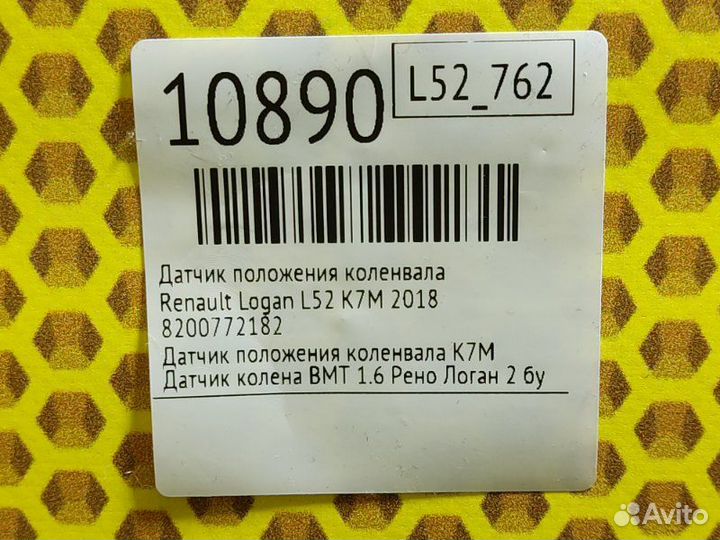 10890
L52_762
Датчик положения коленвала
Renault Logan L52 K7M 2018
8200772182
Датчик положения коленвала K7M
Датчик колена ВМТ 1.6 Рено Логан 2 бу
Avito